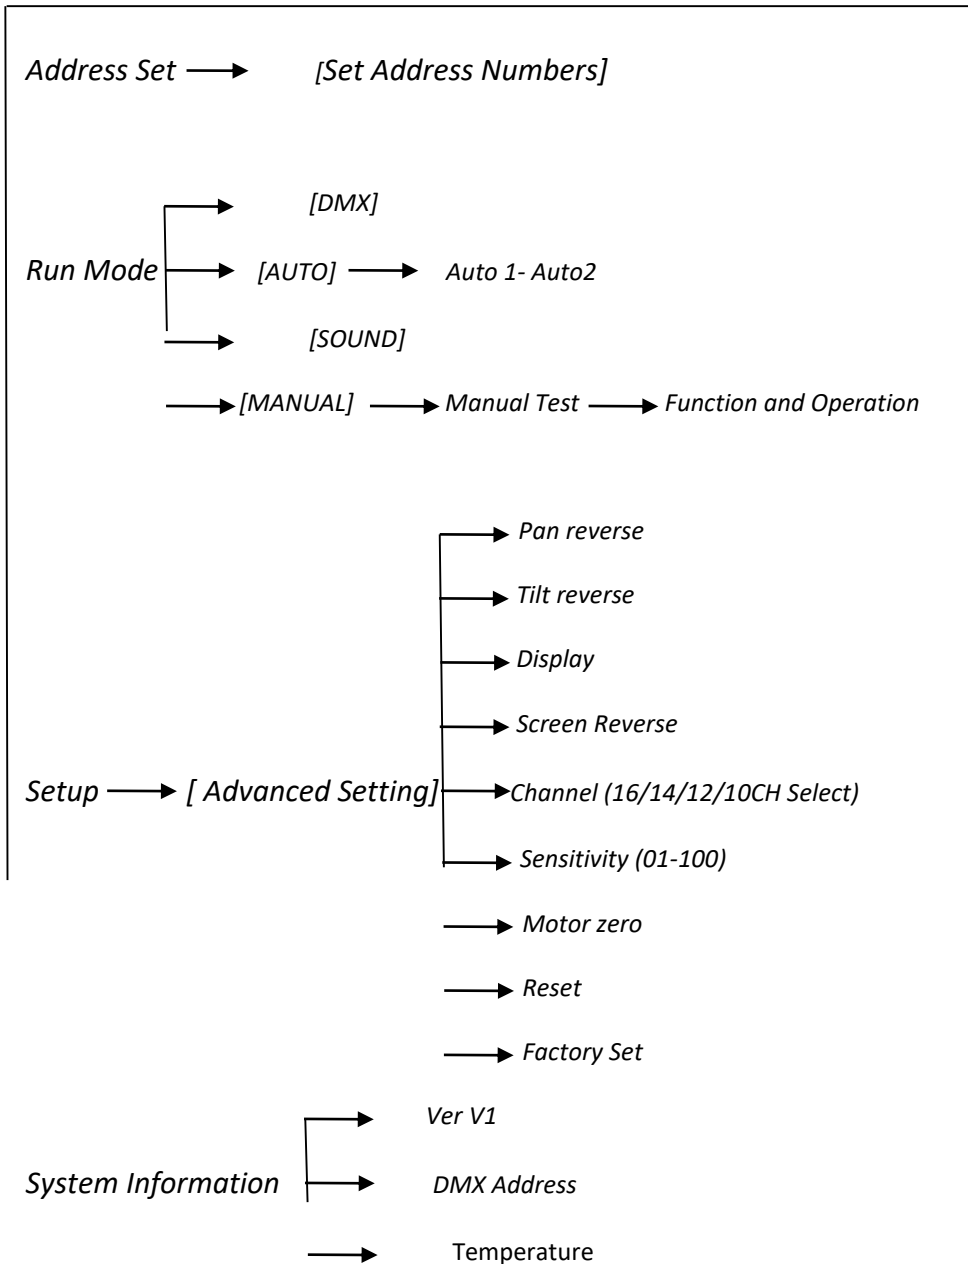 Address Set [Set Address Numbers]
[DMX]
Run Mode [AUTO] Auto 1- Auto2
[SOUND]
[MANUAL] Manual Test Function and Operation
Pan reverse
Tilt reverse
Display
Screen Reverse
Setup [ Advanced Setting] Channel (16/14/12/10CH Select)
Sensitivity (01-100)
Motor zero
Reset
Factory Set
Ver V1
System Information DMX Address
Temperature